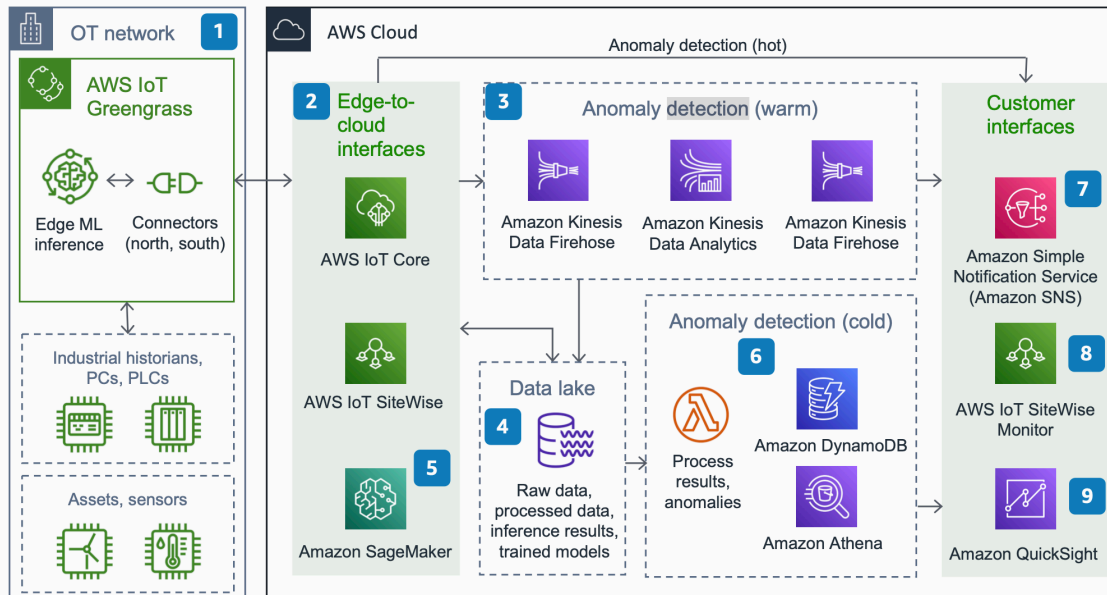 OT network
1
AWS IoT
Greengrass
Edge ML
inference
Connectors
(north, south)
Industrial historians,
PCs, PLCs
Assets, sensors
AWS Cloud
Anomaly detection (hot)
2
Edge-to-
cloud
interfaces
AWS IoT Core
AWS IoT SiteWise
5
Amazon SageMaker
3
Anomaly detection (warm)
Amazon Kinesis
Data Firehose
Amazon Kinesis
Data Analytics
Amazon Kinesis
Data Firehose
Data lake
4
Raw data,
processed data,
inference results,
trained models
Anomaly detection (cold)
6
Process
results,
anomalies
Amazon DynamoDB
Amazon Athena
Customer
interfaces
7
Amazon Simple
Notification Service
(Amazon SNS)
8
AWS IoT SiteWise
Monitor
9
Amazon QuickSight